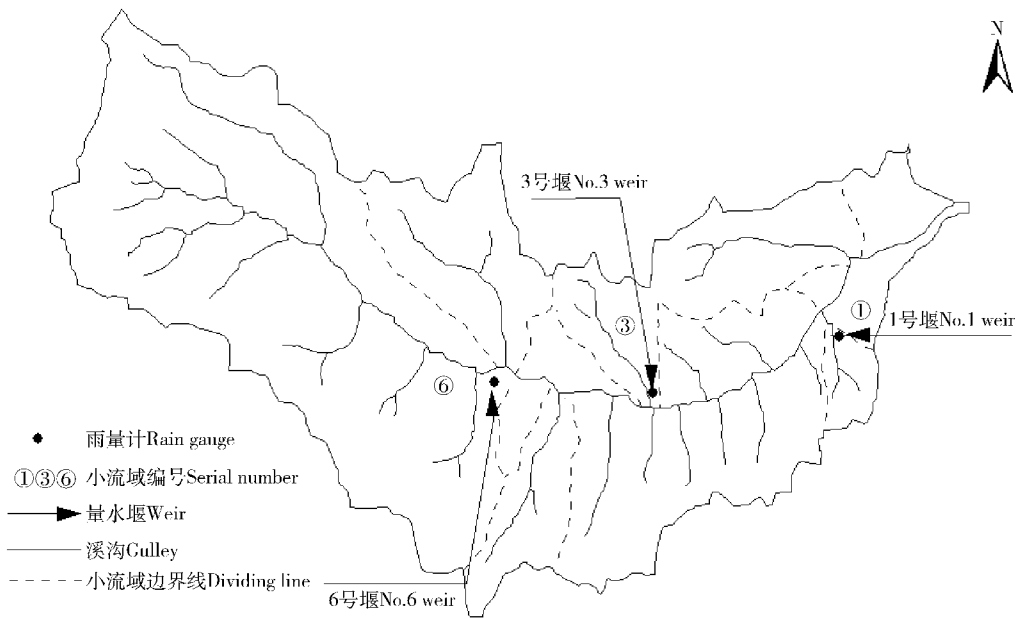 N
3号堰No.3 weir
③
①
1号堰No.1 weir
⑥
雨量计Rain gauge
①③⑥ 小流域编号Serial number
量水堰Weir
溪沟Gulley
小流域边界线Dividing line
6号堰No.6 weir